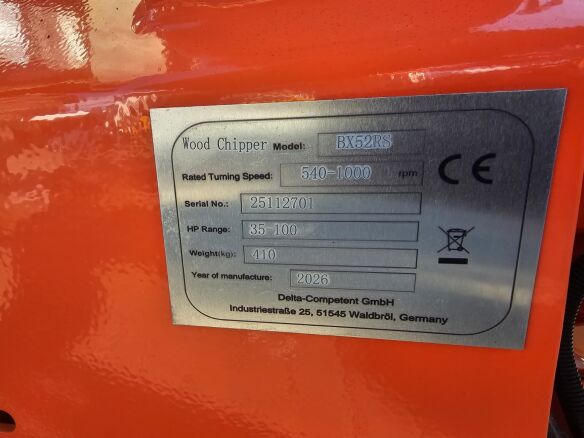 Wood Chipper Model: BX52RS
Rated Turning Speed: 540-1000 rpm
Serial No.: 25112701
HP Range: 35-100
Weight(kg): 410
Year of manufacture: 2026
Delta-Competent GmbH
Industriestraße 25, 51545 Waldbröl, Germany
CE